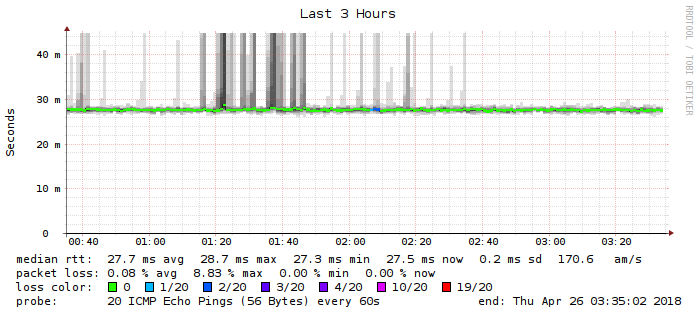 Last 3 Hours
RRDTOOL / TOBI OETIKER
Seconds
40 m
30 m
20 m
10 m
0
00:40 01:00 01:20 01:40 02:00 02:20 02:40 03:00 03:20
median rtt: 27.7 ms avg 28.7 ms max 27.3 ms min 27.5 ms now 0.2 ms sd 170.6 am/s
packet loss: 0.08 % avg 8.83 % max 0.00 % min 0.00 % now
loss color: 0 1/20 2/20 3/20 4/20 10/20 19/20
probe: 20 ICMP Echo Pings (56 Bytes) every 60s end: Thu Apr 26 03:35:02 2018